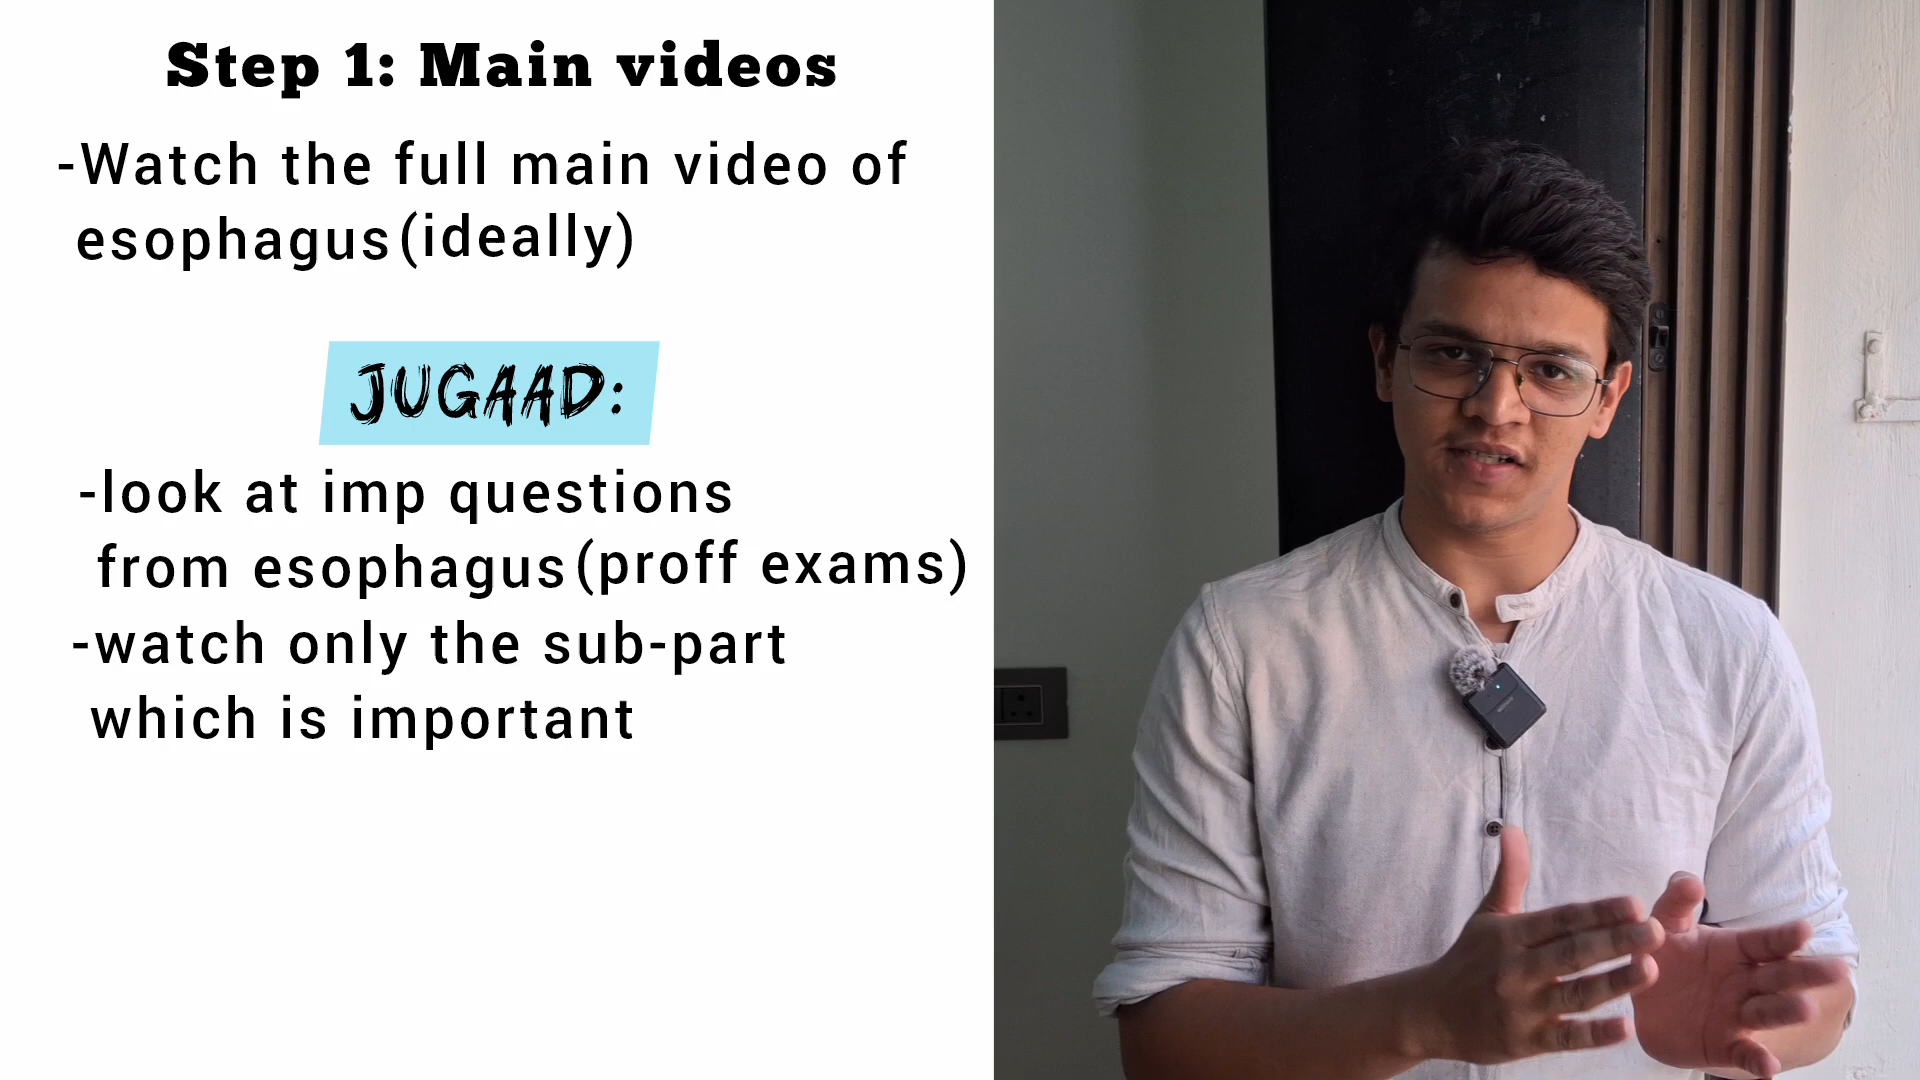 Step 1: Main videos
-Watch the full main video of
esophagus (ideally)
JUGAAD:
-look at imp questions
from esophagus (proff exams)
-watch only the sub-part
which is important